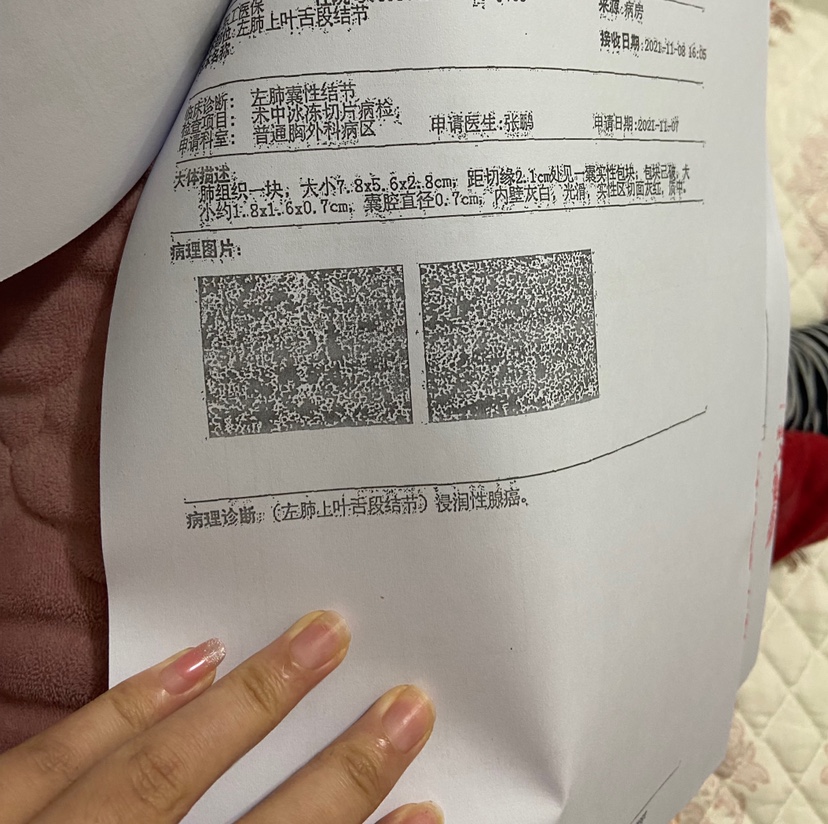 来源:病房
左肺上叶舌段结节
接收日期:2021-11-08 16:05
临床诊断: 左肺囊性结节
检查项目: 术中冰冻切片病检
申请科室: 普通胸外科病区 申请医生:张鹏 申请日期:2021-11-07
大体描述:
肺组织一块,大小7.8x5.6x2.8cm,距切缘2.1cm处见一囊实性包块,包块已剖,大
小约1.8x1.6x0.7cm,囊腔直径0.7cm,内壁灰白,光滑,实性区切面灰红,质中。
病理图片:
病理诊断:(左肺上叶舌段结节)浸润性腺癌。